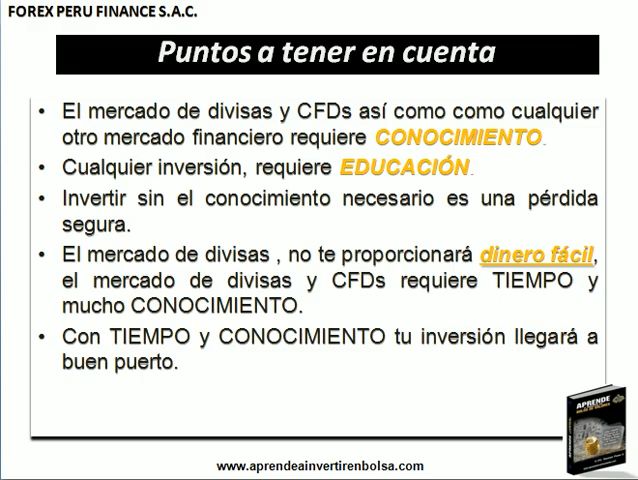 FOREX PERU FINANCE S.A.C.
Puntos a tener en cuenta
• El mercado de divisas y CFDs así como como cualquier
otro mercado financiero requiere CONOCIMIENTO.
• Cualquier inversión, requiere EDUCACIÓN.
• Invertir sin el conocimiento necesario es una pérdida
segura.
• El mercado de divisas , no te proporcionará dinero fácil,
el mercado de divisas y CFDs requiere TIEMPO y
mucho CONOCIMIENTO.
• Con TIEMPO y CONOCIMIENTO tu inversión llegará a
buen puerto.
APRENDE
www.aprendeainvertirenbolsa.com